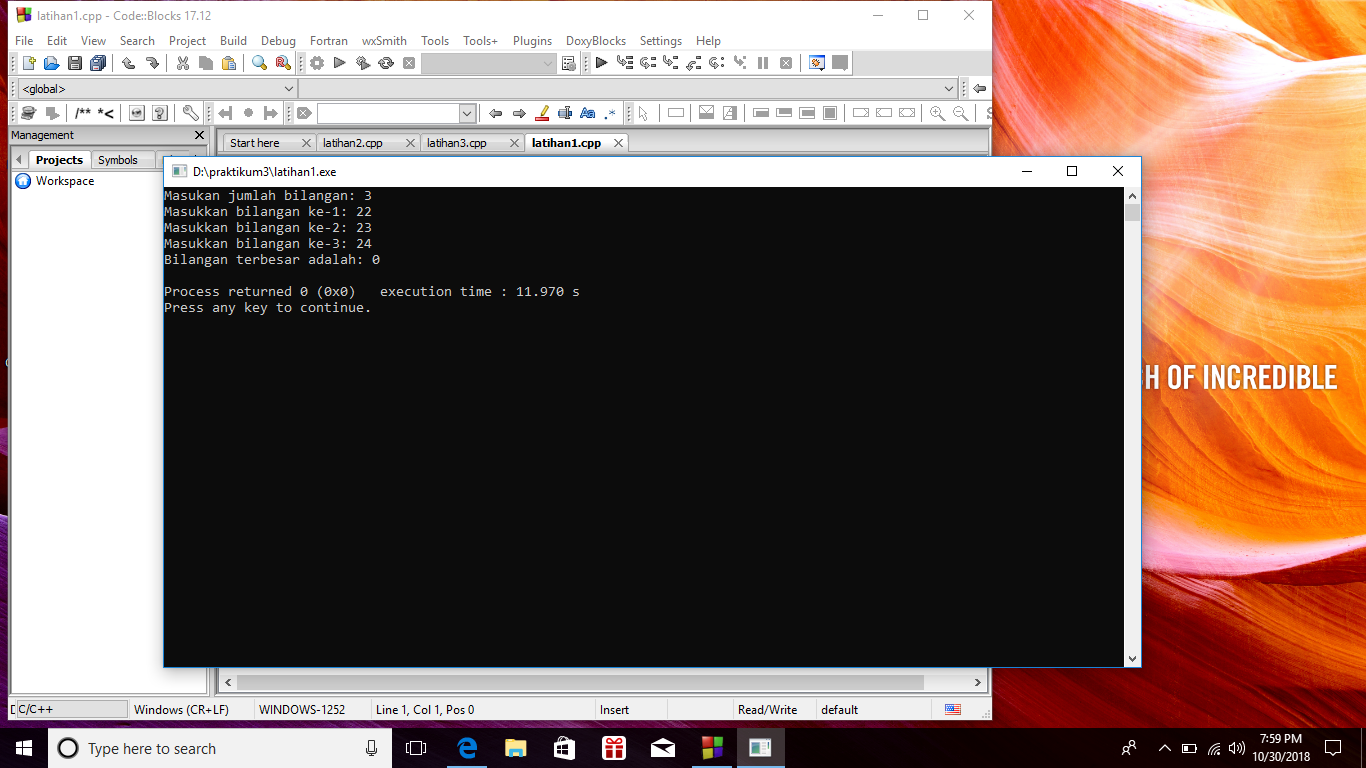 latihan1.cpp - Code::Blocks 17.12
File Edit View Search Project Build Debug Fortran wxSmith Tools Tools+ Plugins DoxyBlocks Settings Help
<global>
/** *<
Aa .*
S
Management
Start here latihan2.cpp latihan3.cpp latihan1.cpp
Projects Symbols
Workspace
D:\praktikum3\latihan1.exe
Masukan jumlah bilangan: 3
Masukkan bilangan ke-1: 22
Masukkan bilangan ke-2: 23
Masukkan bilangan ke-3: 24
Bilangan terbesar adalah: 0
Process returned 0 (0x0)   execution time : 11.970 s
Press any key to continue.
H OF INCREDIBLE
C/C++ Windows (CR+LF) WINDOWS-1252 Line 1, Col 1, Pos 0 Insert Read/Write default
Type here to search
7:59 PM
10/30/2018